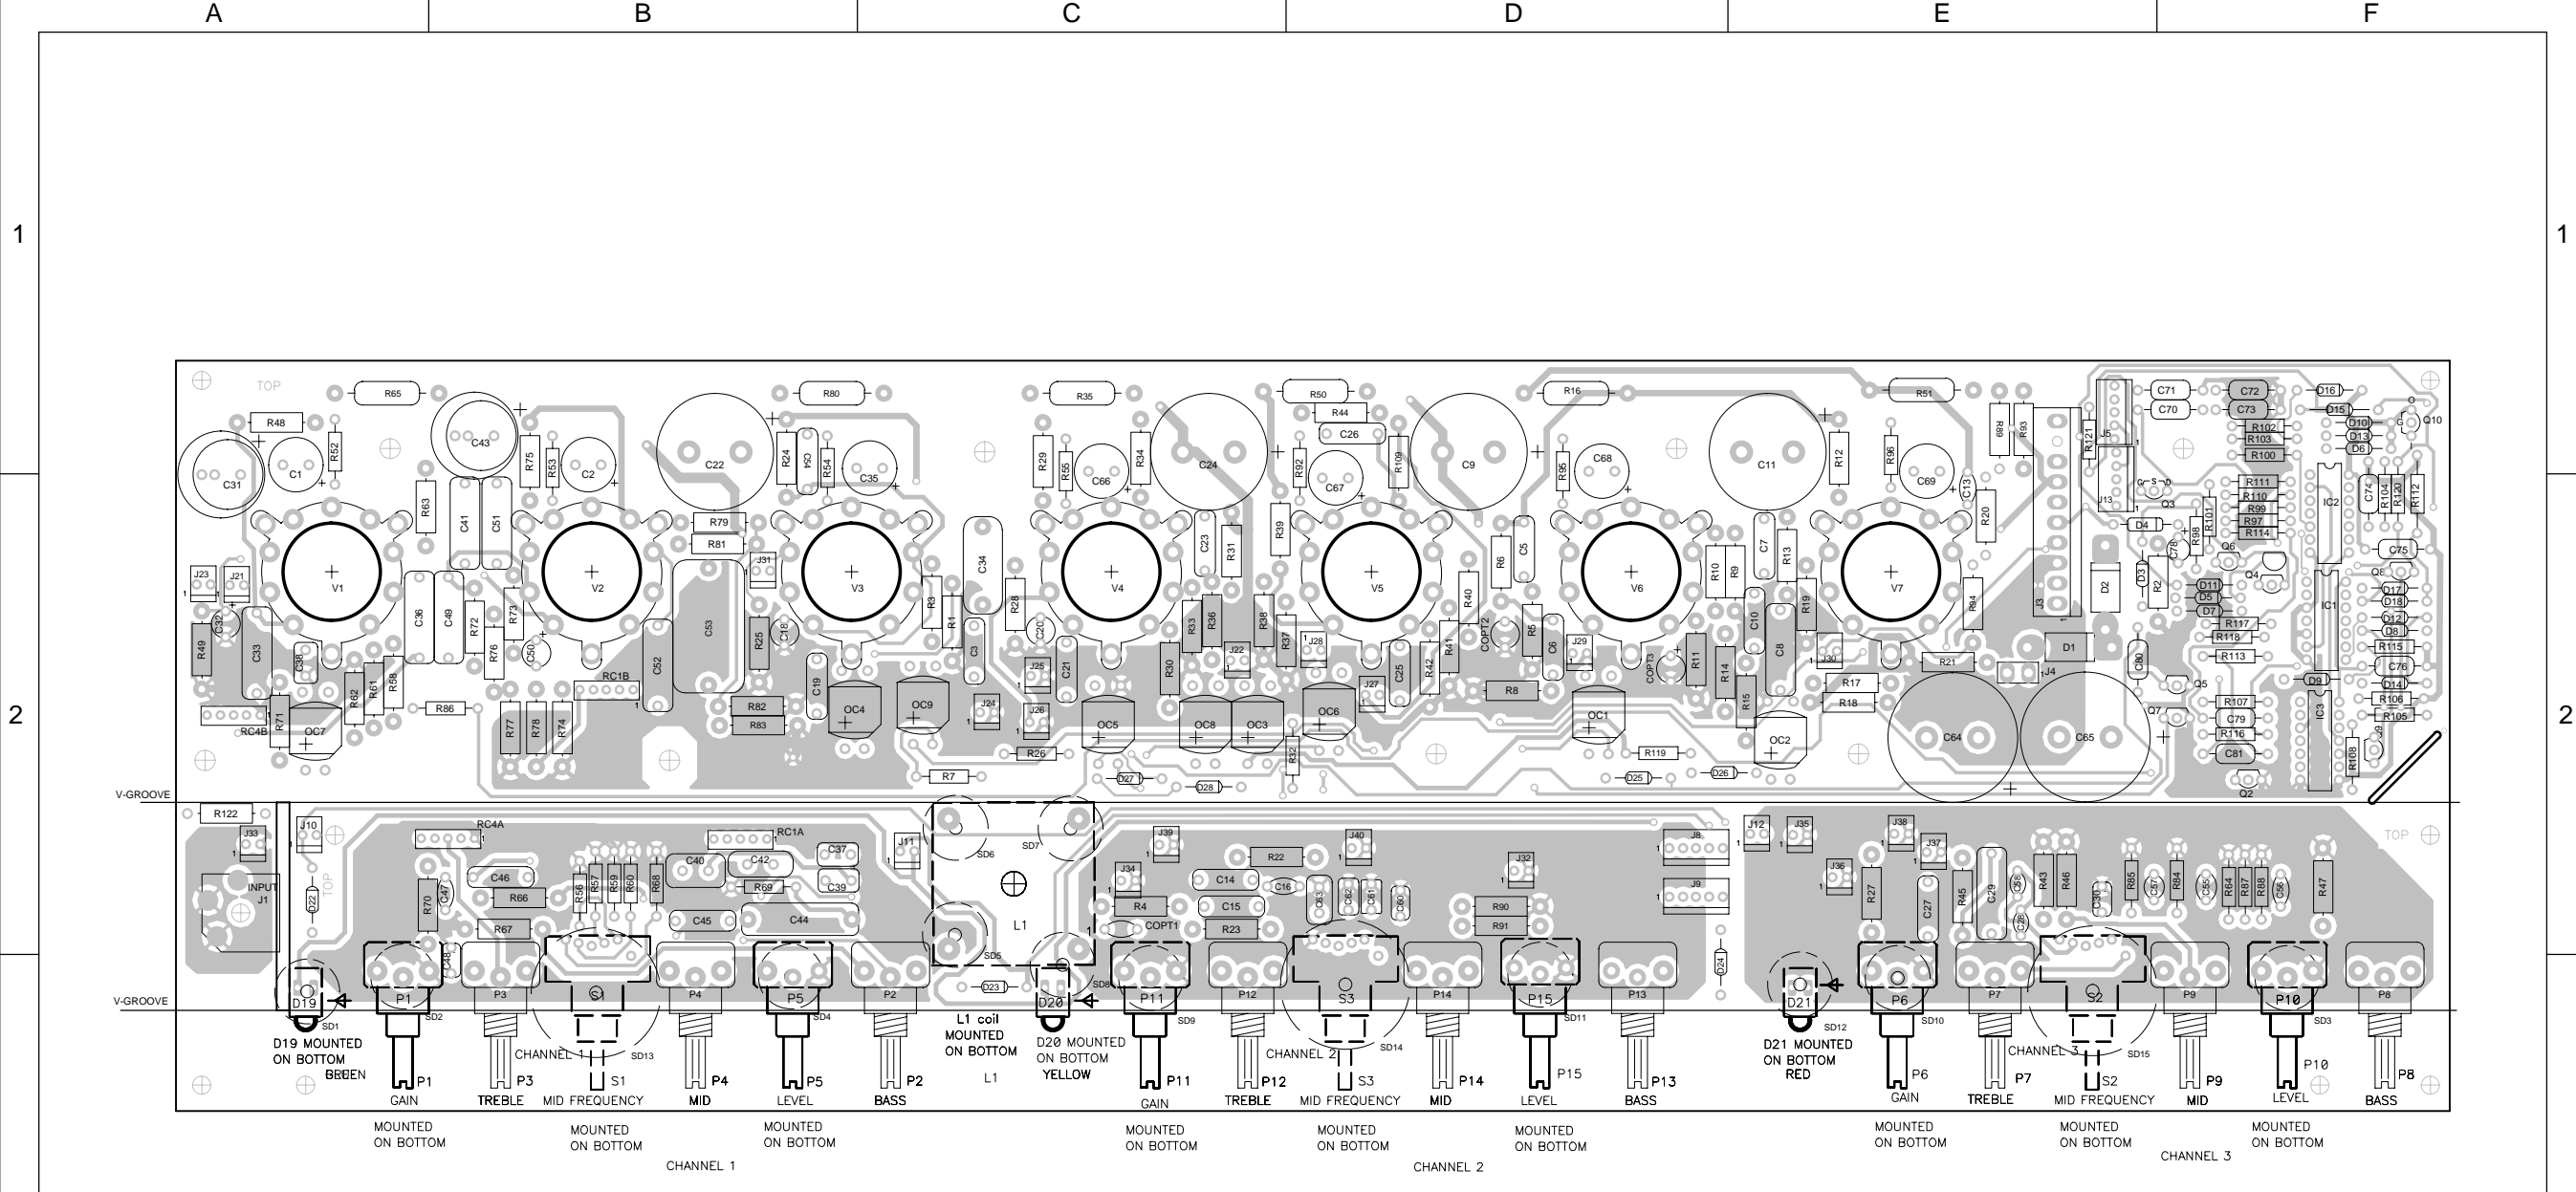 A B C D E F
1 1
TOP R65 R80 R35 R50 R16 R51 C71 C72 D16
R48 R44 C70 C73 D15
C43 R52 R75 R53 C2 C22 R24 C54 R54 C35 R29 R55 C66 R34 C24 R92 C26 C67 R109 C9 R95 C68 C11 R12 R96 C69 C13 R89 R93 R121 J5 R102 D10 G Q10
R103 D13
R100 D6
C31 C1 R63 C41 C51 R79 C23 R31 R39 R6 C5 C7 R13 R20 J13 G S D Q3 R111 IC2 C74 R104 R120 R112
R110
R99
D4 R101 R97
R81 C34 R10 R9 C78 R98 R114
J23 J21 V1 V2 J31 V3 V4 V5 V6 V7 D2 D3 R2 Q6 Q4 C75 Q8
C36 C49 R72 R73 C53 R3 R1 R28 R40 R94 J3 D11 D17
D5 IC1 D18
D7 D12
R49 C32 C33 C38 R76 C50 C52 R25 C18 C3 C20 R33 R36 R38 R37 J28 R41 COPT2 R5 C6 J29 COPT3 R11 C10 C8 R19 J30 D1 C80 R117 D8
R118 R115
R62 R61 R58 RC1B C19 J25 C21 R30 J22 J27 C25 R42 R8 R14 R15 R21 J4 R113 C76
R17 Q5 D9 D14
RC4B R71 OC7 R86 R77 R78 R74 R82 OC4 OC9 J24 J26 OC5 OC8 OC3 OC6 OC1 OC2 R18 Q7 R107 R106
R83 C79 IC3 R105
R26 R32 R119 C64 C65 R116 R108
C81
R7 D27 D28 D25 D26 Q2
2 2
V-GROOVE
R122 J33 J10 RC4A RC1A J11 SD6 SD7 J39 J40 J8 J12 J35 J38 TOP
C46 C40 C42 C37 R22 J34 J32 J36 J37
INPUT
J1 TOP D22 R70 C47 R66 R56 R57 R59 R60 R68 R69 C39 C14 C16 C63 C62 C61 C60 J9 R27 C27 R45 C29 C58 R43 R46 C30 R85 C57 R84 C55 R64 R87 R88 C56 R47
C45 C44 L1 R4 C15 R90
R67 COPT1 R23 R91 C28
C48 SD5 D24
V-GROOVE D19 P1 P3 S1 P4 P5 P2 D23 D20 SD8 P11 P12 S3 P14 P15 P13 D21 P6 P7 S2 P9 P10 P8
SD1 SD2 SD4 L1 coil SD9 SD11 SD12 SD10 SD3
D19 MOUNTED
ON BOTTOM
GREEN
CHANNEL 1 SD13
MOUNTED
ON BOTTOM
L1
D20 MOUNTED
ON BOTTOM
YELLOW
CHANNEL 2 SD14
D21 MOUNTED
ON BOTTOM
RED
CHANNEL 3 SD15
P1 P3 S1 P4 P5 P2 P11 P12 S3 P14 P15 P13 P6 P7 S2 P9 P10 P8
GAIN TREBLE MID FREQUENCY MID LEVEL BASS GAIN TREBLE MID FREQUENCY MID LEVEL BASS GAIN TREBLE MID FREQUENCY MID LEVEL BASS
MOUNTED MOUNTED MOUNTED MOUNTED MOUNTED MOUNTED MOUNTED MOUNTED MOUNTED
ON BOTTOM ON BOTTOM ON BOTTOM ON BOTTOM ON BOTTOM ON BOTTOM ON BOTTOM ON BOTTOM ON BOTTOM
CHANNEL 1 CHANNEL 2 CHANNEL 3